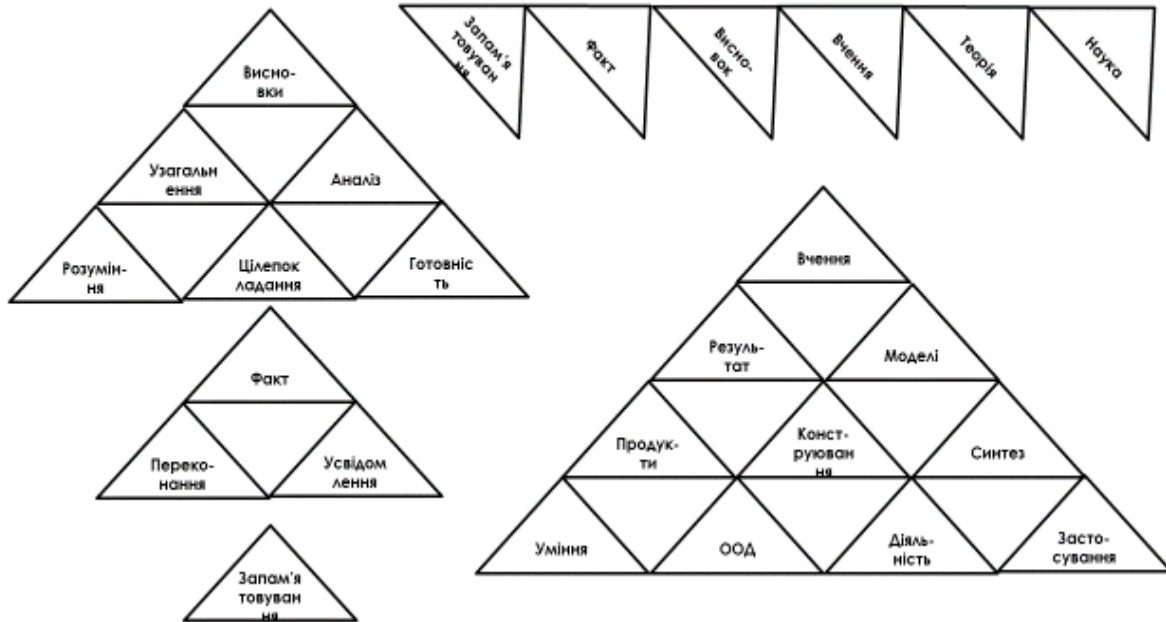 Висно-
вки
Узагальн
ення
Аналіз
Розумін-
ня
Цілепок
ладання
Готовніс
ть
Факт
Переко-
нання
Усвідом
лення
Запам'я
товуван
ня
Запам'я
товуван
ня
Факт
Висно-
вок
Вчення
Теорія
Наука
Вчення
Резуль-
тат
Моделі
Продук-
ти
Конст-
руюван
ня
Синтез
Уміння
ООД
Діяль-
ність
Засто-
сування